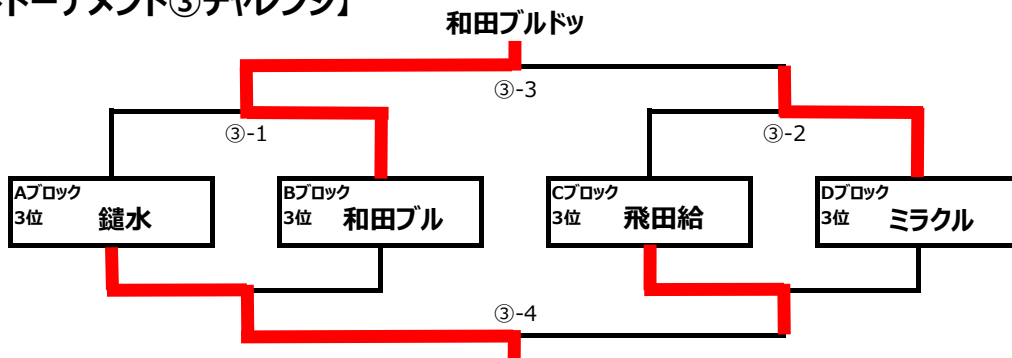 トーナメント③チャレンジ】
和田ブルドッ
③-3
③-1
③-2
Aブロック
3位 鑓水
Bブロック
3位 和田ブル
Cブロック
3位 飛田給
Dブロック
3位 ミラクル
③-4